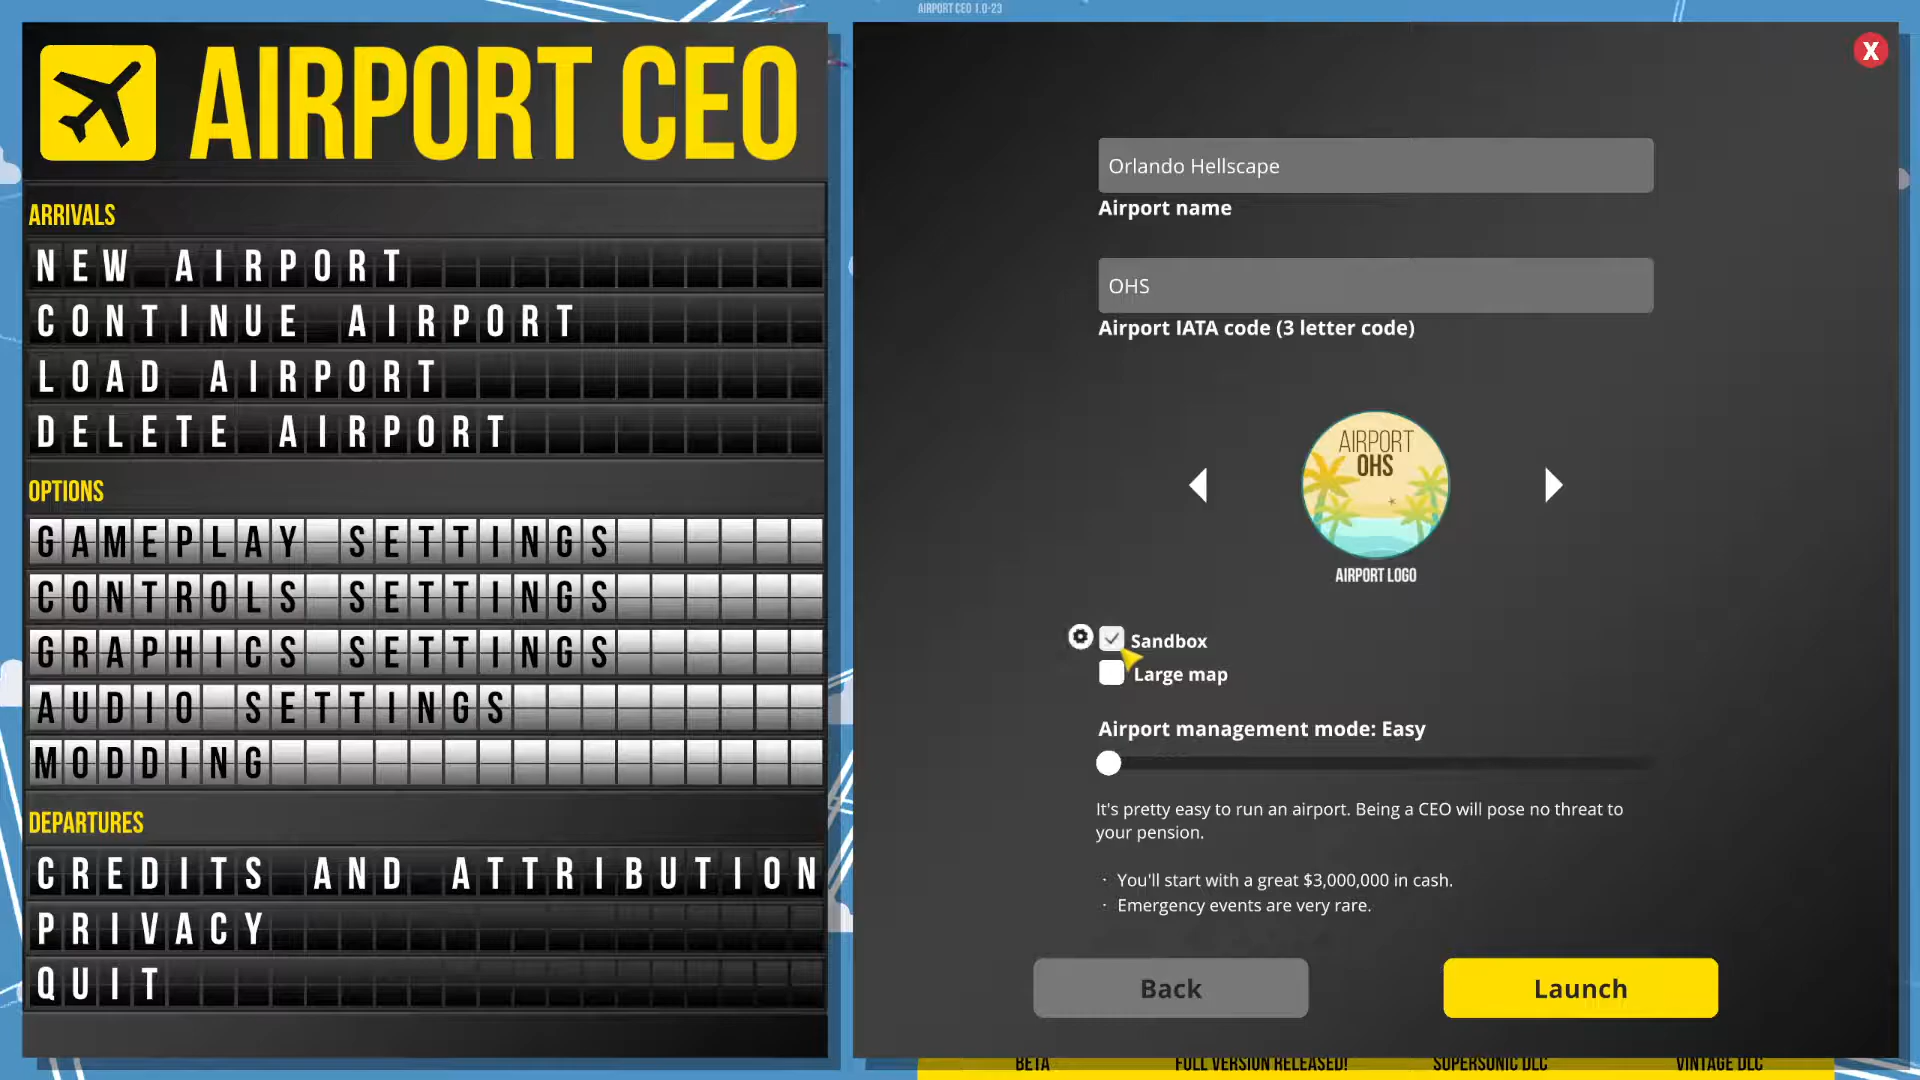 AIRPORT CEO 1.0-23
AIRPORT CEO
ARRIVALS
NEW AIRPORT
CONTINUE AIRPORT
LOAD AIRPORT
DELETE AIRPORT
OPTIONS
GAMEPLAY SETTINGS
CONTROLS SETTINGS
GRAPHICS SETTINGS
AUDIO SETTINGS
MODDING
DEPARTURES
CREDITS AND ATTRIBUTION
PRIVACY
QUIT
X
Orlando Hellscape
Airport name
OHS
Airport IATA code (3 letter code)
AIRPORT
OHS
AIRPORT LOGO
Sandbox
Large map
Airport management mode: Easy
It's pretty easy to run an airport. Being a CEO will pose no threat to
your pension.
· You'll start with a great $3,000,000 in cash.
· Emergency events are very rare.
Back
Launch
BETA
FULL VERSION RELEASED!
SUPERSONIC DLC
VINTAGE DLC